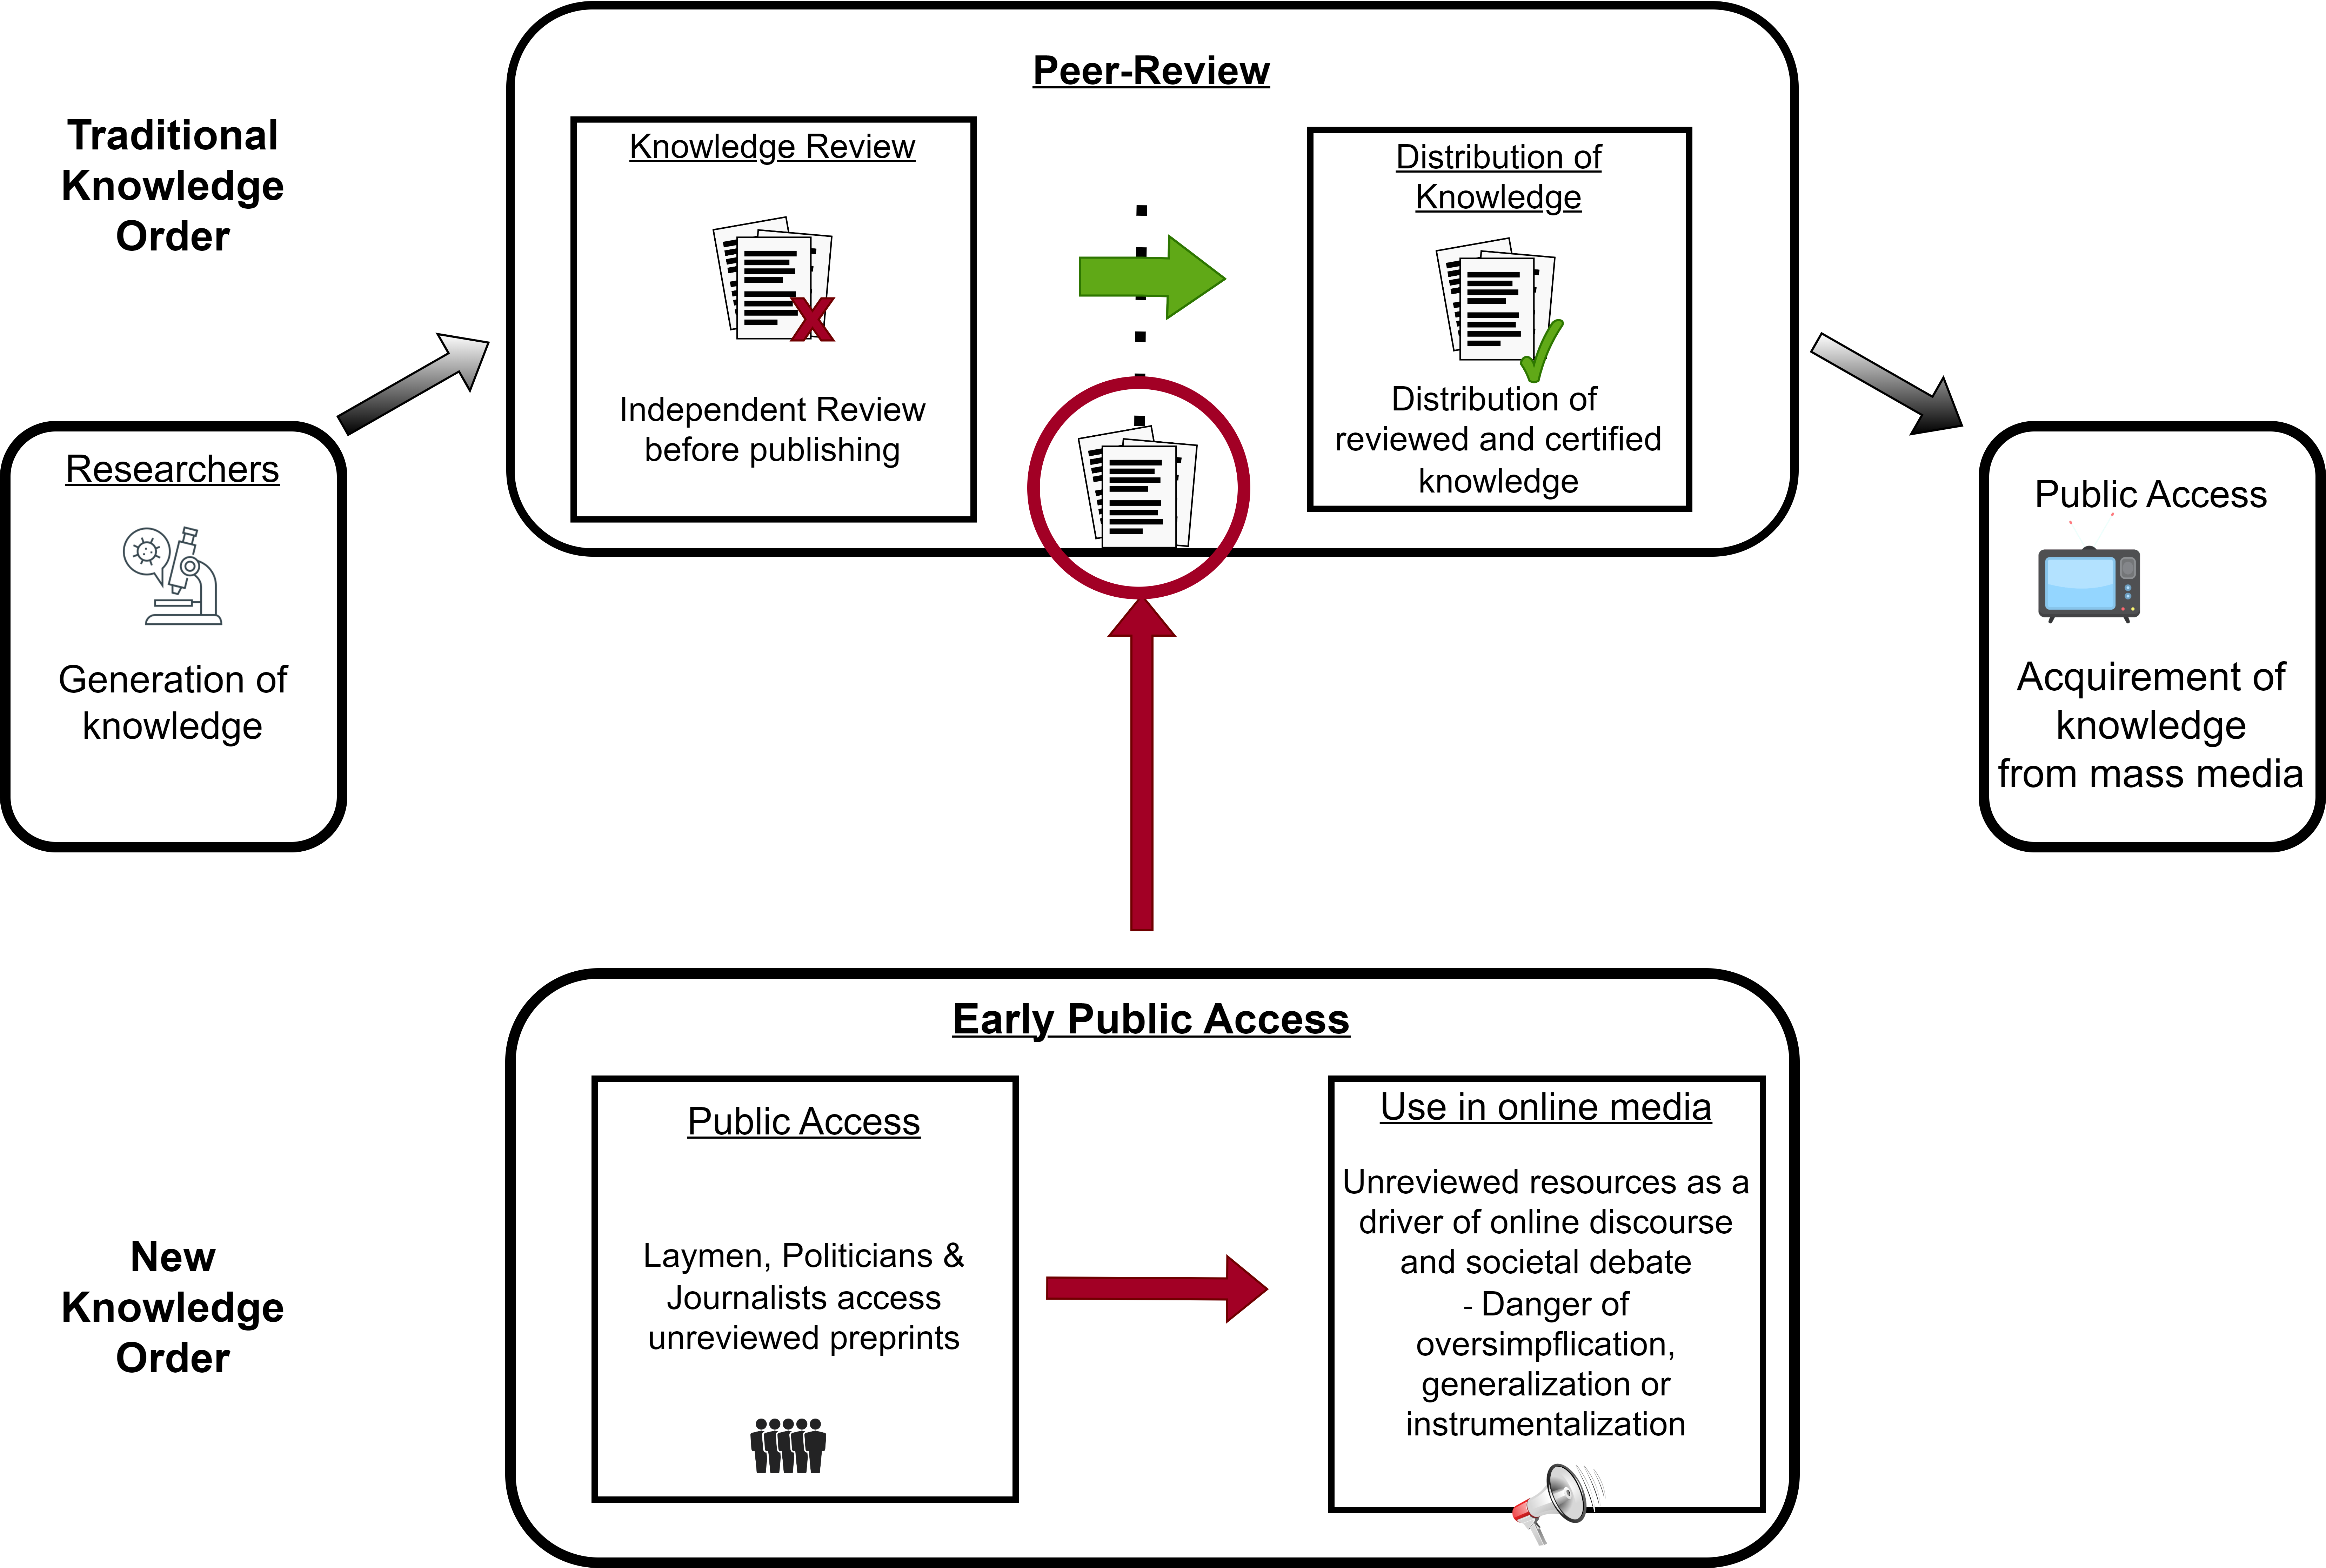 Traditional
Knowledge
Order
Peer-Review
Knowledge Review
X
Independent Review
before publishing
Distribution of
Knowledge
Distribution of
reviewed and certified
knowledge
Researchers
Generation of
knowledge
Public Access
Acquirement of
knowledge
from mass media
New
Knowledge
Order
Early Public Access
Public Access
Laymen, Politicians &
Journalists access
unreviewed preprints
Use in online media
Unreviewed resources as a
driver of online discourse
and societal debate
- Danger of
oversimpflication,
generalization or
instrumentalization